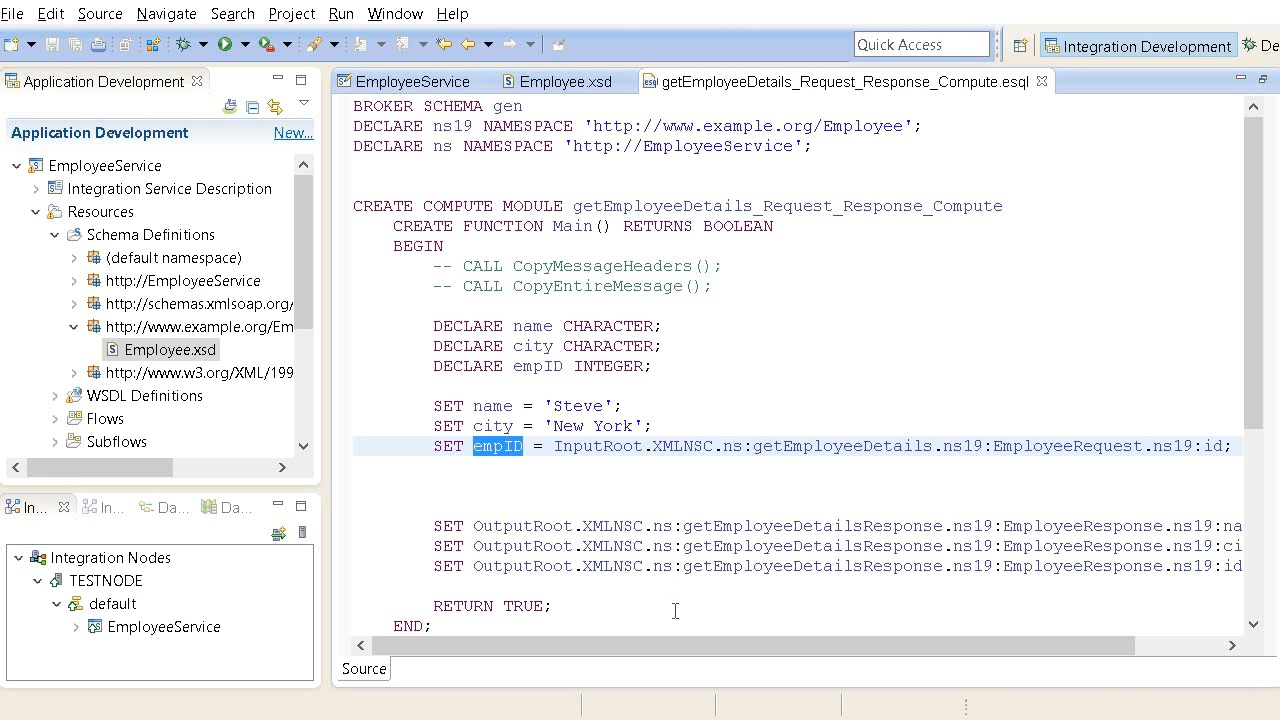 File Edit Source Navigate Search Project Run Window Help
Quick Access
Integration Development
De
Application Development
Application Development
New...
EmployeeService
Integration Service Description
Resources
Schema Definitions
(default namespace)
http://EmployeeService
http://schemas.xmlsoap.org/
http://www.example.org/Em
Employee.xsd
http://www.w3.org/XML/199
WSDL Definitions
Flows
Subflows
In... In... Da... Da...
Integration Nodes
TESTNODE
default
EmployeeService
EmployeeService Employee.xsd getEmployeeDetails_Request_Response_Compute.esql
BROKER SCHEMA gen
DECLARE ns19 NAMESPACE 'http://www.example.org/Employee';
DECLARE ns NAMESPACE 'http://EmployeeService';
CREATE COMPUTE MODULE getEmployeeDetails_Request_Response_Compute
CREATE FUNCTION Main() RETURNS BOOLEAN
BEGIN
-- CALL CopyMessageHeaders();
-- CALL CopyEntireMessage();
DECLARE name CHARACTER;
DECLARE city CHARACTER;
DECLARE empID INTEGER;
SET name = 'Steve';
SET city = 'New York';
SET empID = InputRoot.XMLNSC.ns:getEmployeeDetails.ns19:EmployeeRequest.ns19:id;
SET OutputRoot.XMLNSC.ns:getEmployeeDetailsResponse.ns19:EmployeeResponse.ns19:na
SET OutputRoot.XMLNSC.ns:getEmployeeDetailsResponse.ns19:EmployeeResponse.ns19:ci
SET OutputRoot.XMLNSC.ns:getEmployeeDetailsResponse.ns19:EmployeeResponse.ns19:id
RETURN TRUE;
END;
Source